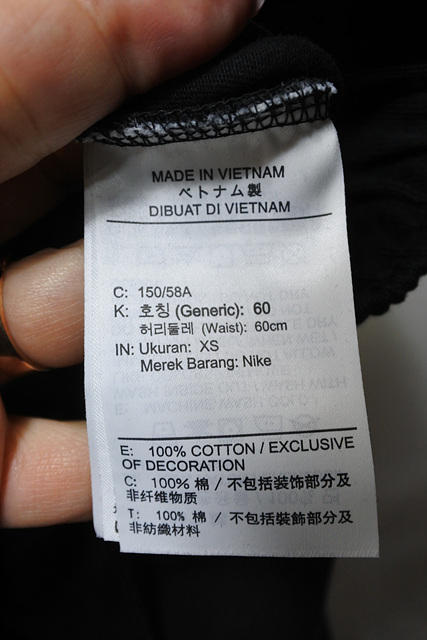 MADE IN VIETNAM
ベトナム製
DIBUAT DI VIETNAM
C: 150/58A
K: 호칭 (Generic): 60
허리둘레 (Waist): 60cm
IN: Ukuran: XS
Merek Barang: Nike
E: 100% COTTON / EXCLUSIVE
OF DECORATION
C: 100% 棉 / 不包括装饰部分及
非纤维物质
T: 100% 棉 / 不包括裝飾部分及
非紡織材料